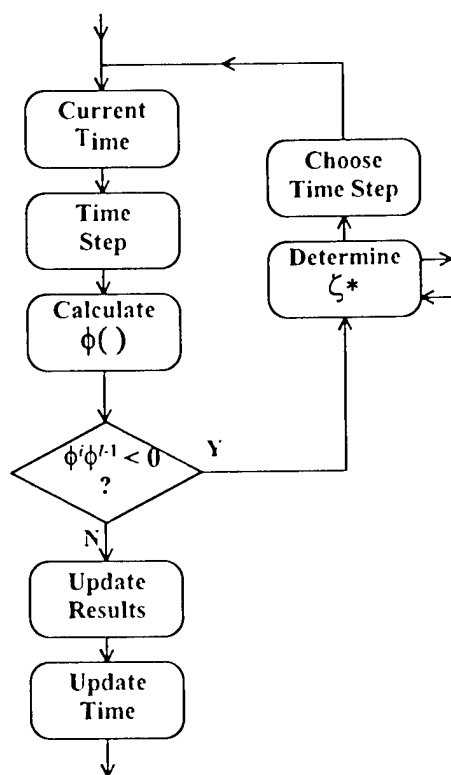 Current
Time
Choose
Time Step
Time
Step
Determine
ζ*
Calculate
ϕ( )
ϕⁱϕⁱ⁻¹ < 0
?
Y
N
Update
Results
Update
Time